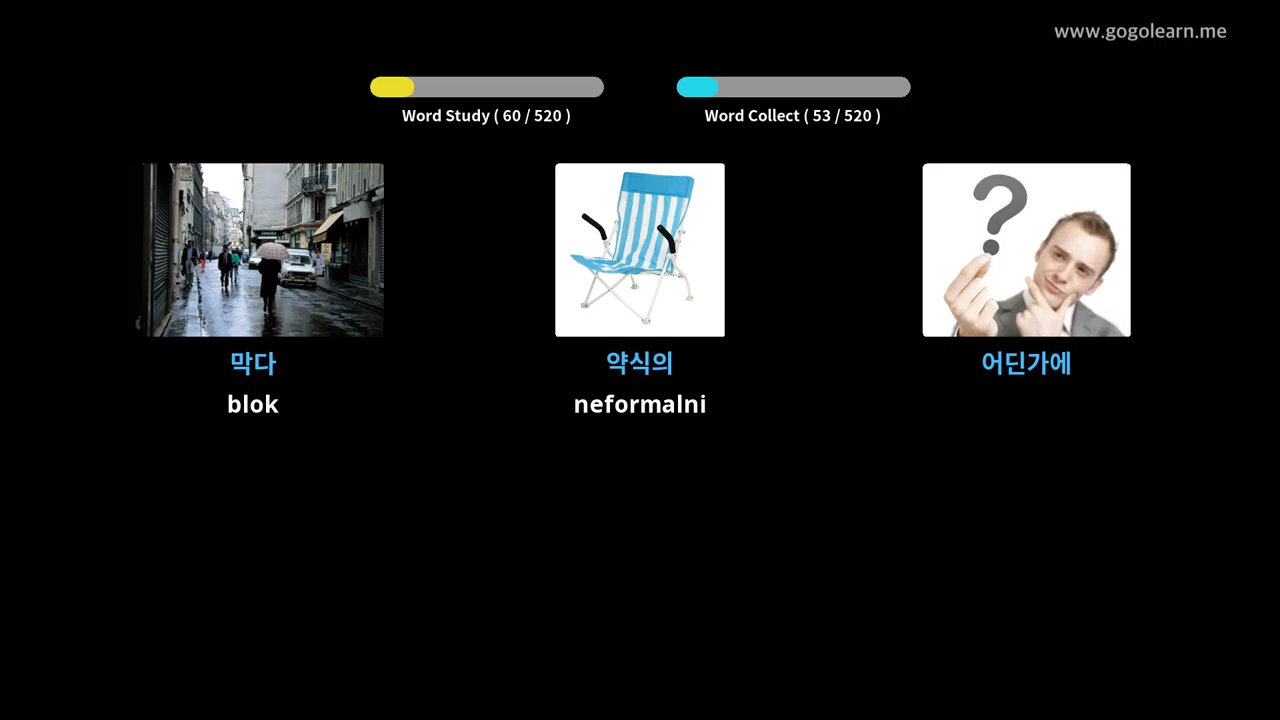 www.gogolearn.me
Word Study ( 60 / 520 )
Word Collect ( 53 / 520 )
막다
약식의
어딘가에
blok
neformalni